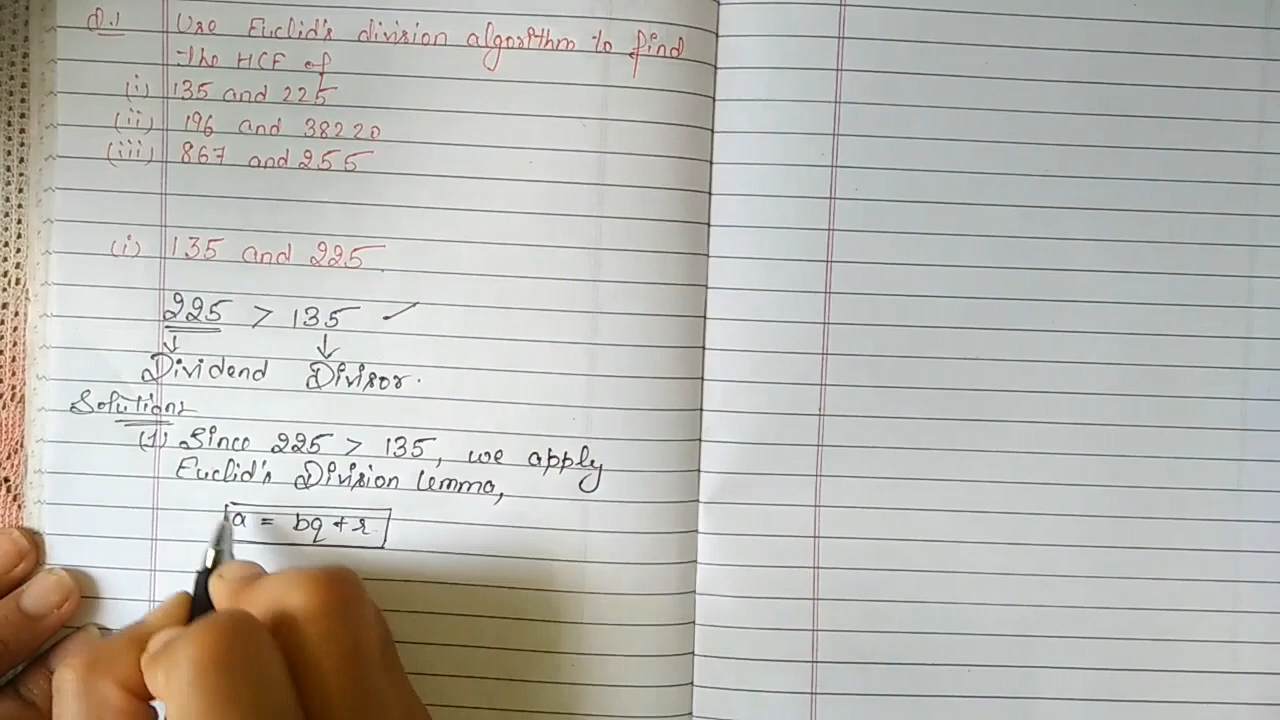 Q.1 Use Euclid's division algorithm to find
the HCF of
(i) 135 and 225
(ii) 196 and 38220
(iii) 867 and 255
(i) 135 and 225.
225 > 135 ✓
↓ ↓
Dividend Divisor.
Solution:
(1) Since 225 > 135, we apply
Euclid's Division lemma,
a = bq + r